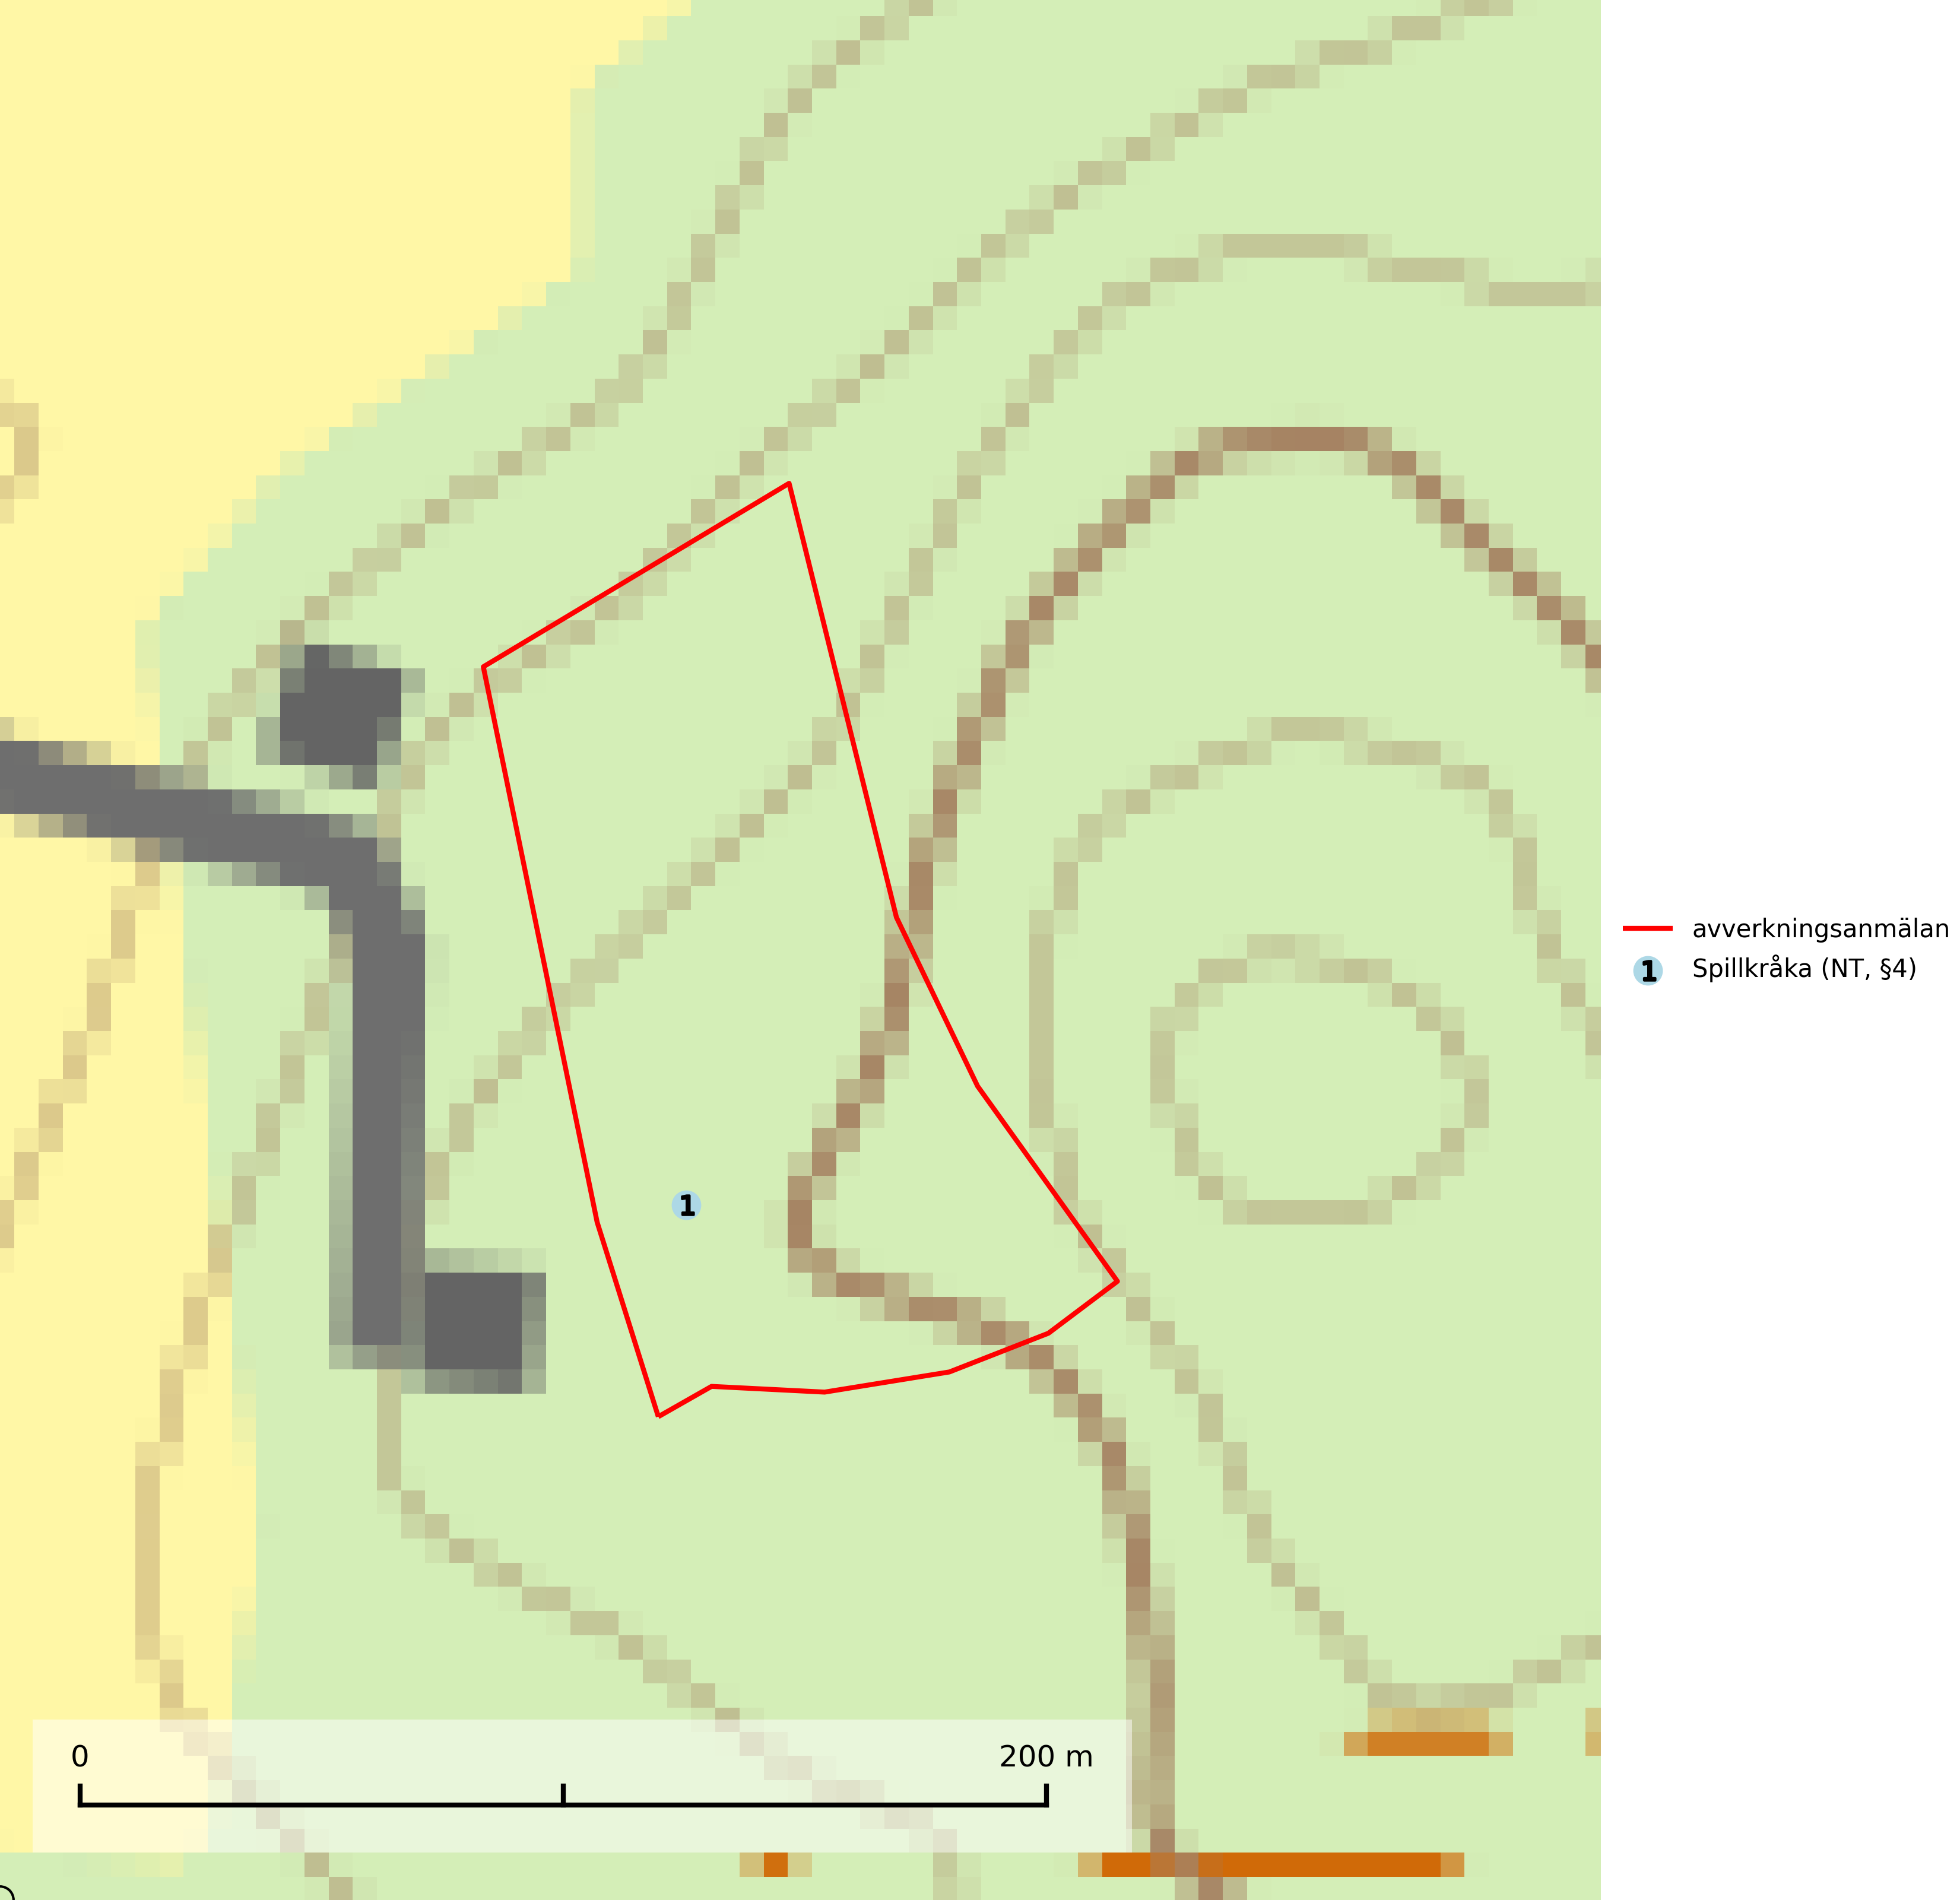 avverkningsanmälan
1 Spillkråka (NT, §4)
1
0 200 m